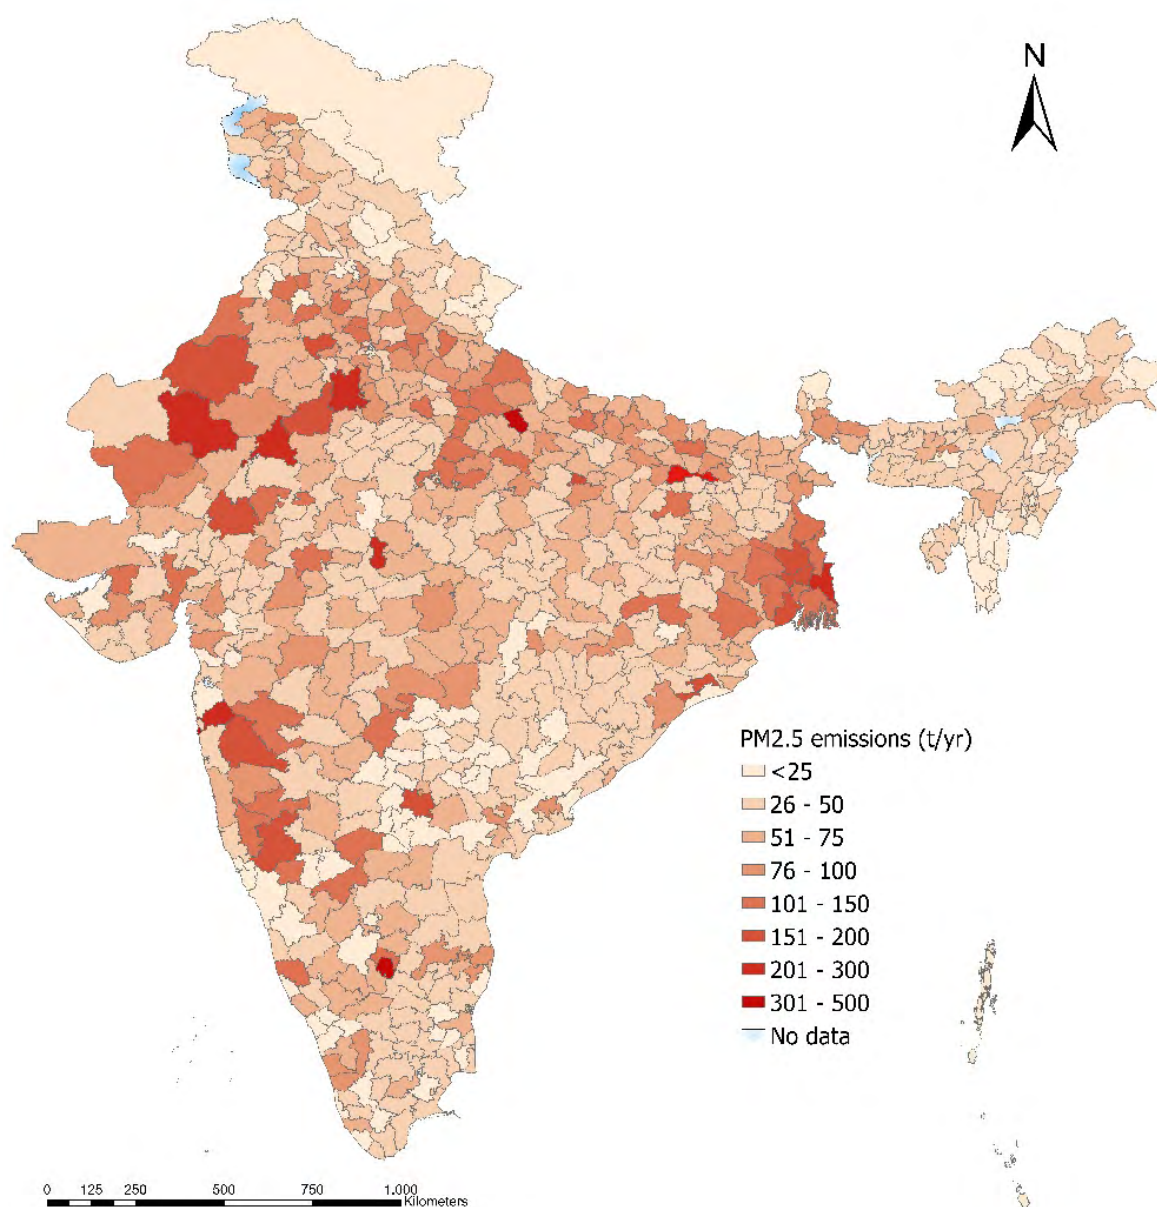 N
PM2.5 emissions (t/yr)
<25
26 - 50
51 - 75
76 - 100
101 - 150
151 - 200
201 - 300
301 - 500
No data
0 125 250 500 750 1.000
Kilometers